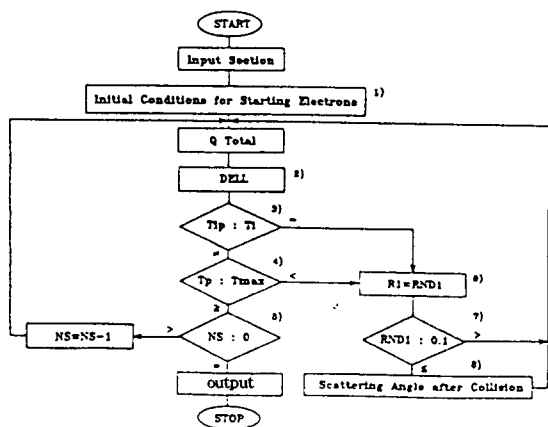 START
Input Section
Initial Conditions for Starting Electrons 1)
Q Total
DELL 2)
3)
Tip : Ti =
≠
4)
Tp : Tmax <
R1=RND1 6)
≥
5)
7)
NS=NS-1
>
NS : 0
RND1 : 0.1 >
=
≤
8)
output
Scattering Angle after Collision
STOP